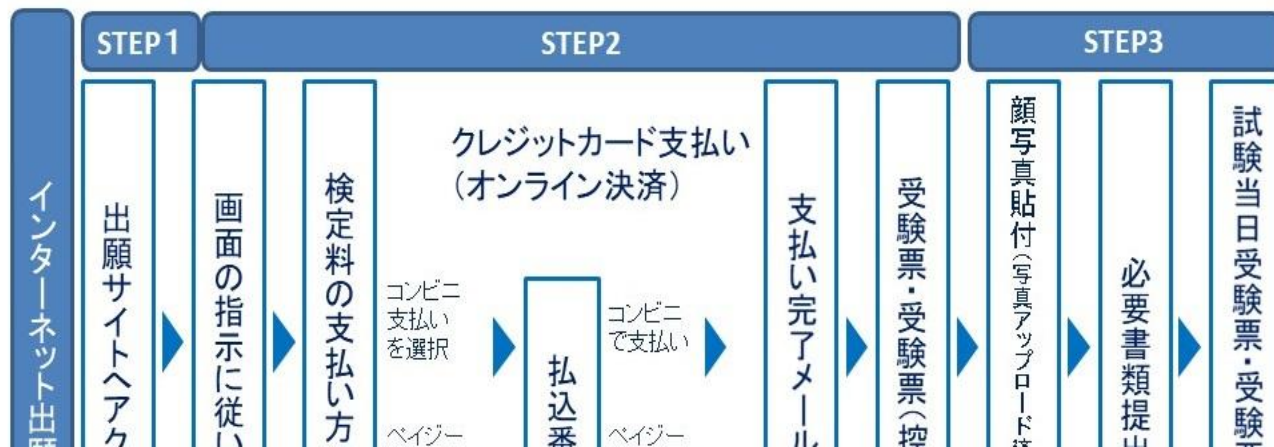 STEP1
STEP2
STEP3
インターネット出願
出願サイトへアク
画面の指示に従い
検定料の支払い方
クレジットカード支払い
(オンライン決済)
コンビニ
支払い
を選択
ペイジー
払込番
コンビニ
で支払い
ペイジー
支払い完了メール
受験票・受験票(控
顔写真貼付(写真アップロード済
必要書類提出
試験当日受験票・受験票